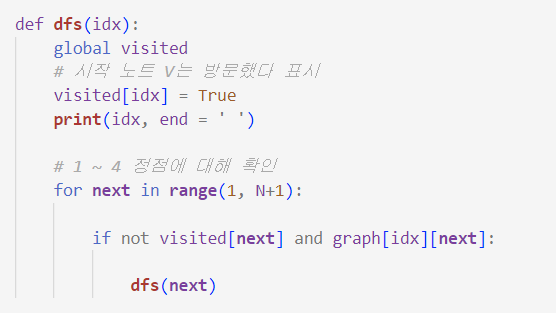 def dfs(idx):
    global visited
    # 시작 노트 V는 방문했다 표시
    visited[idx] = True
    print(idx, end = ' ')
    # 1 ~ 4 정점에 대해 확인
    for next in range(1, N+1):
        if not visited[next] and graph[idx][next]:
            dfs(next)